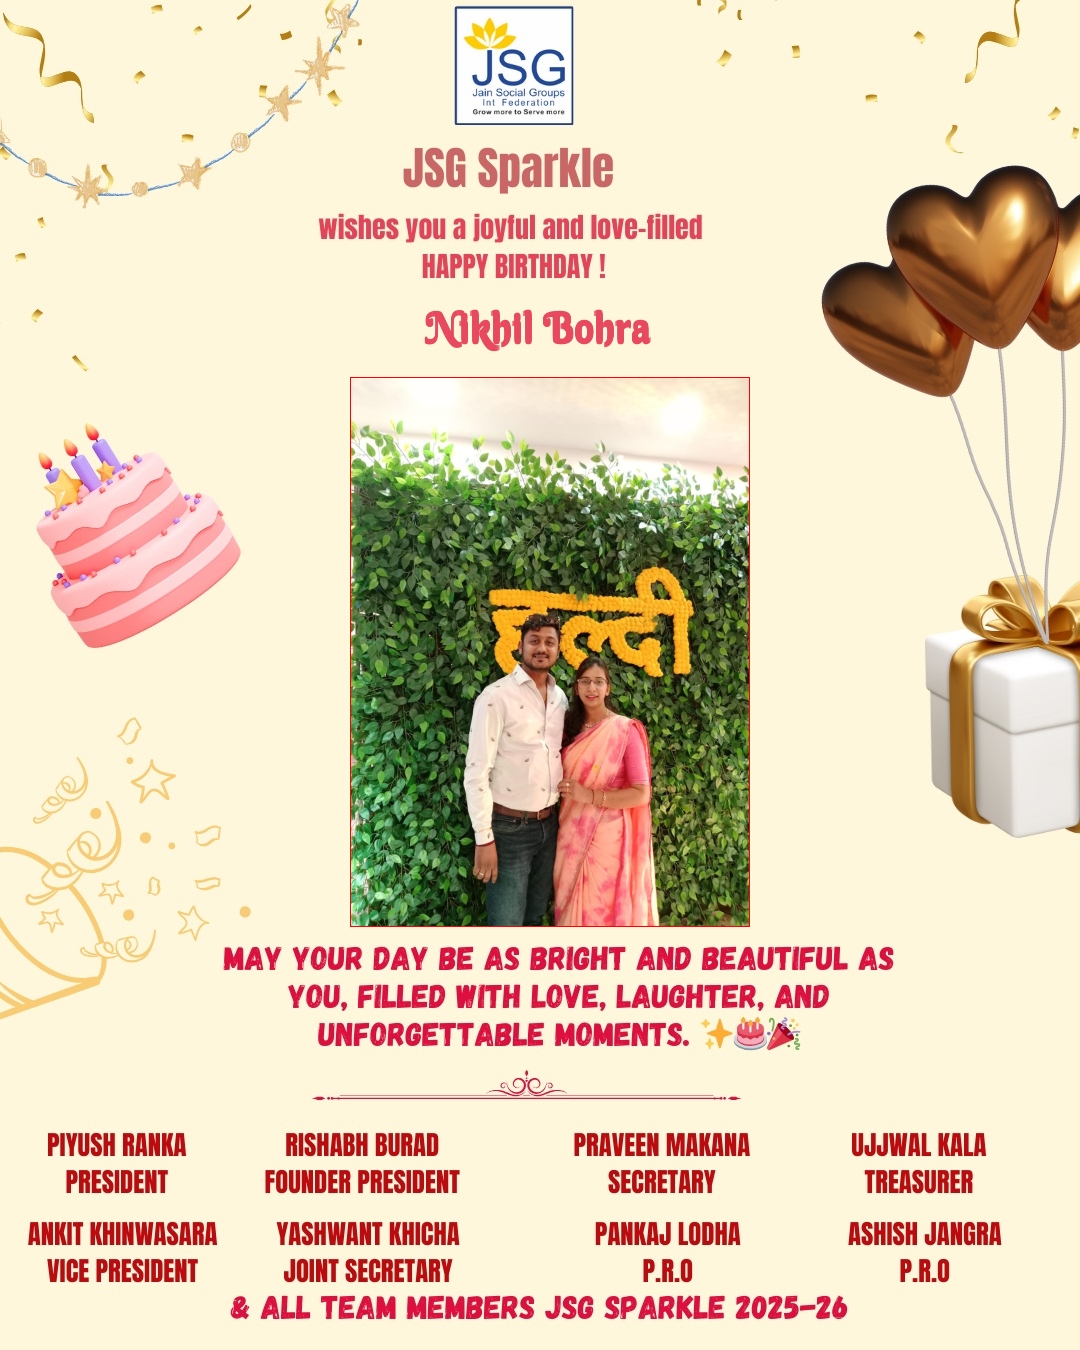 JSG
Jain Social Groups
Int Federation
Grow more to Serve more
JSG Sparkle
wishes you a joyful and love-filled
HAPPY BIRTHDAY !
Nikhil Bohra
हल्दी
MAY YOUR DAY BE AS BRIGHT AND BEAUTIFUL AS
YOU, FILLED WITH LOVE, LAUGHTER, AND
UNFORGETTABLE MOMENTS. ✨🎂🎉
PIYUSH RANKA
PRESIDENT
RISHABH BURAD
FOUNDER PRESIDENT
PRAVEEN MAKANA
SECRETARY
UJJWAL KALA
TREASURER
ANKIT KHINWASARA
VICE PRESIDENT
YASHWANT KHICHA
JOINT SECRETARY
PANKAJ LODHA
P.R.O
ASHISH JANGRA
P.R.O
& ALL TEAM MEMBERS JSG SPARKLE 2025-26